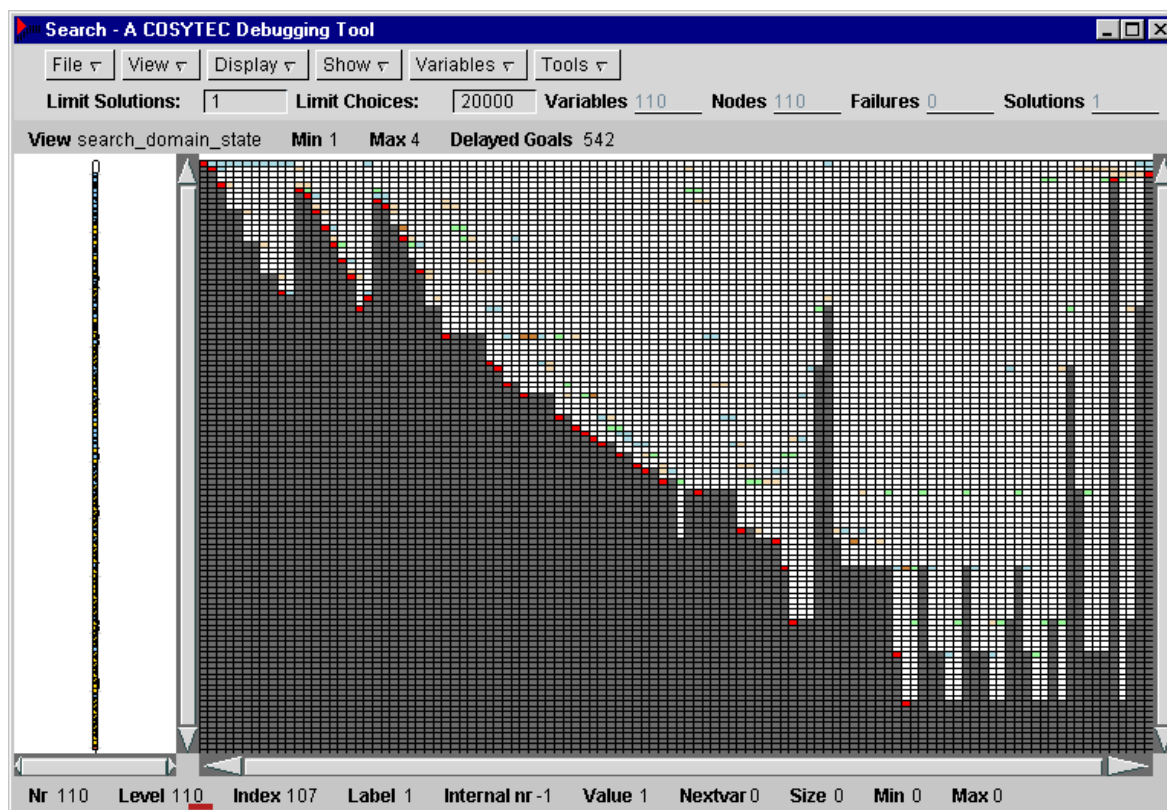 Search - A COSYTEC Debugging Tool
File View Display Show Variables Tools
Limit Solutions: 1 Limit Choices: 20000 Variables 110 Nodes 110 Failures 0 Solutions 1
View search_domain_state Min 1 Max 4 Delayed Goals 542
Nr 110 Level 110 Index 107 Label 1 Internal nr -1 Value 1 Nextvar 0 Size 0 Min 0 Max 0